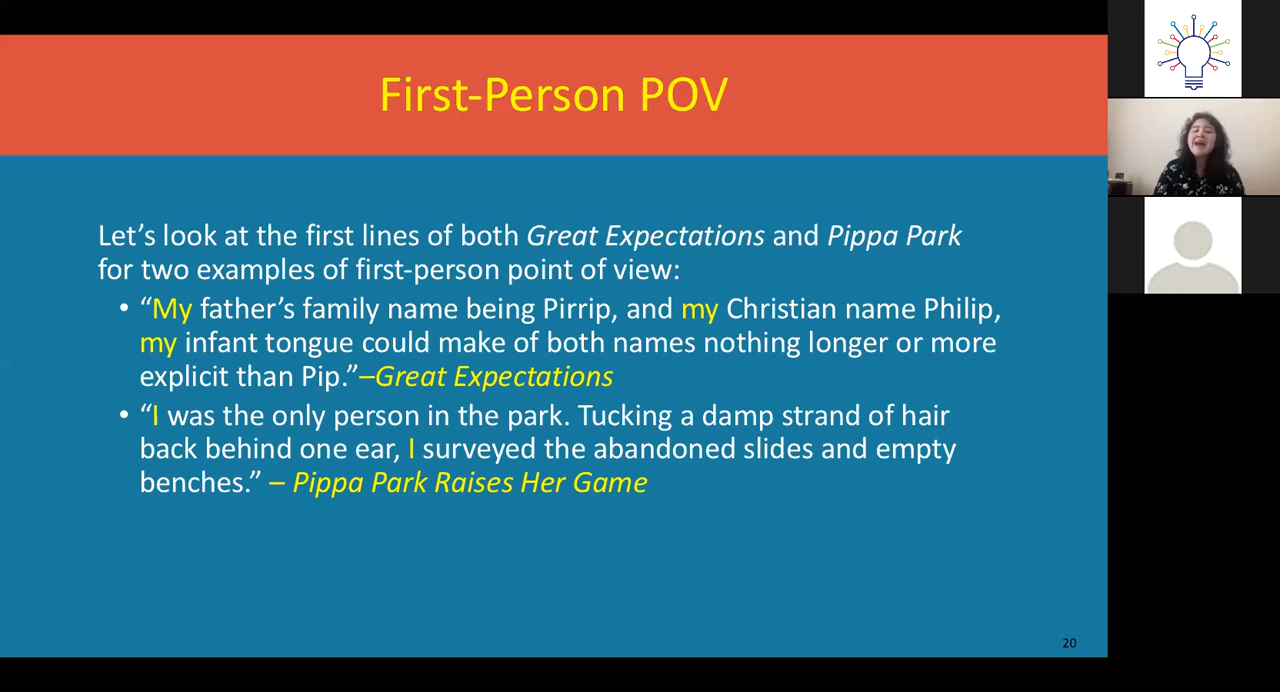 First-Person POV
Let’s look at the first lines of both Great Expectations and Pippa Park
for two examples of first-person point of view:
• “My father’s family name being Pirrip, and my Christian name Philip,
my infant tongue could make of both names nothing longer or more
explicit than Pip.”–Great Expectations
• “I was the only person in the park. Tucking a damp strand of hair
back behind one ear, I surveyed the abandoned slides and empty
benches.” – Pippa Park Raises Her Game
20